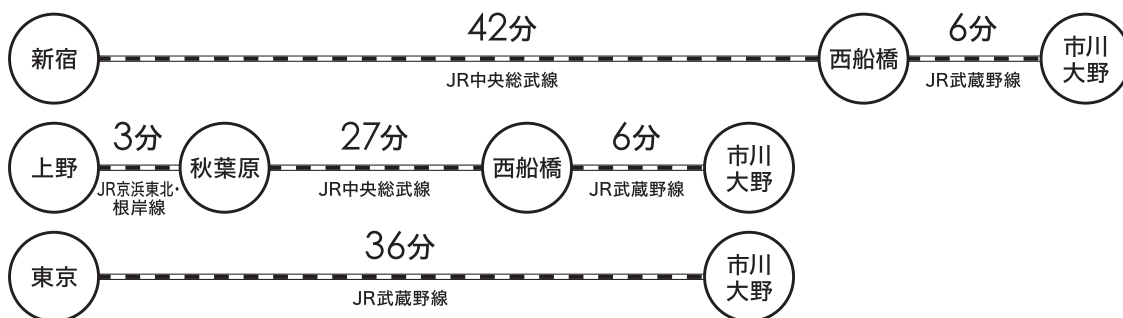 42分
6分
新宿
西船橋
市川
大野
JR中央総武線
JR武蔵野線
3分
27分
6分
上野
秋葉原
西船橋
市川
大野
JR京浜東北・
根岸線
JR中央総武線
JR武蔵野線
36分
東京
市川
大野
JR武蔵野線